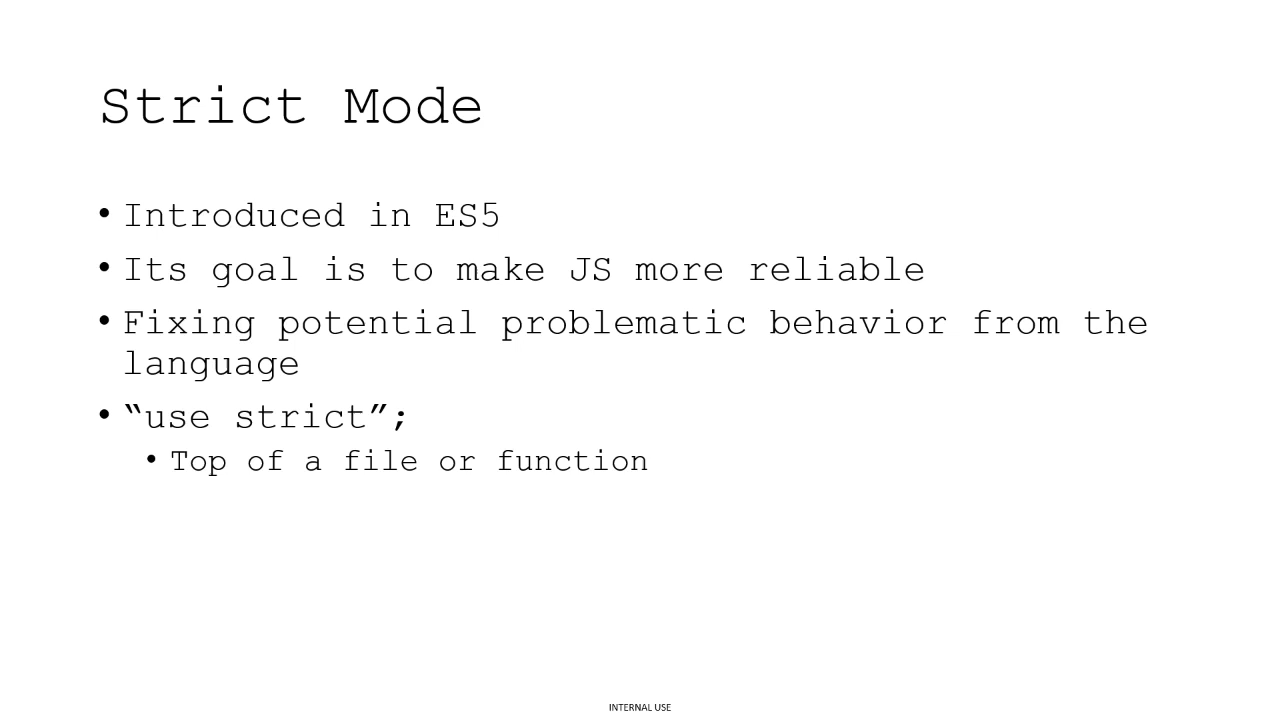 Strict Mode
• Introduced in ES5
• Its goal is to make JS more reliable
• Fixing potential problematic behavior from the
language
• “use strict”;
• Top of a file or function
INTERNAL USE